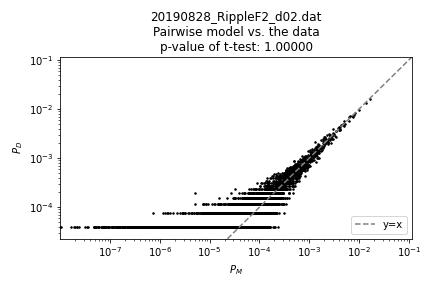 20190828_RippleF2_d02.dat
Pairwise model vs. the data
p-value of t-test: 1.00000
10⁻¹
10⁻²
10⁻³
10⁻⁴
P_D
y=x
10⁻⁷ 10⁻⁶ 10⁻⁵ 10⁻⁴ 10⁻³ 10⁻² 10⁻¹
P_M